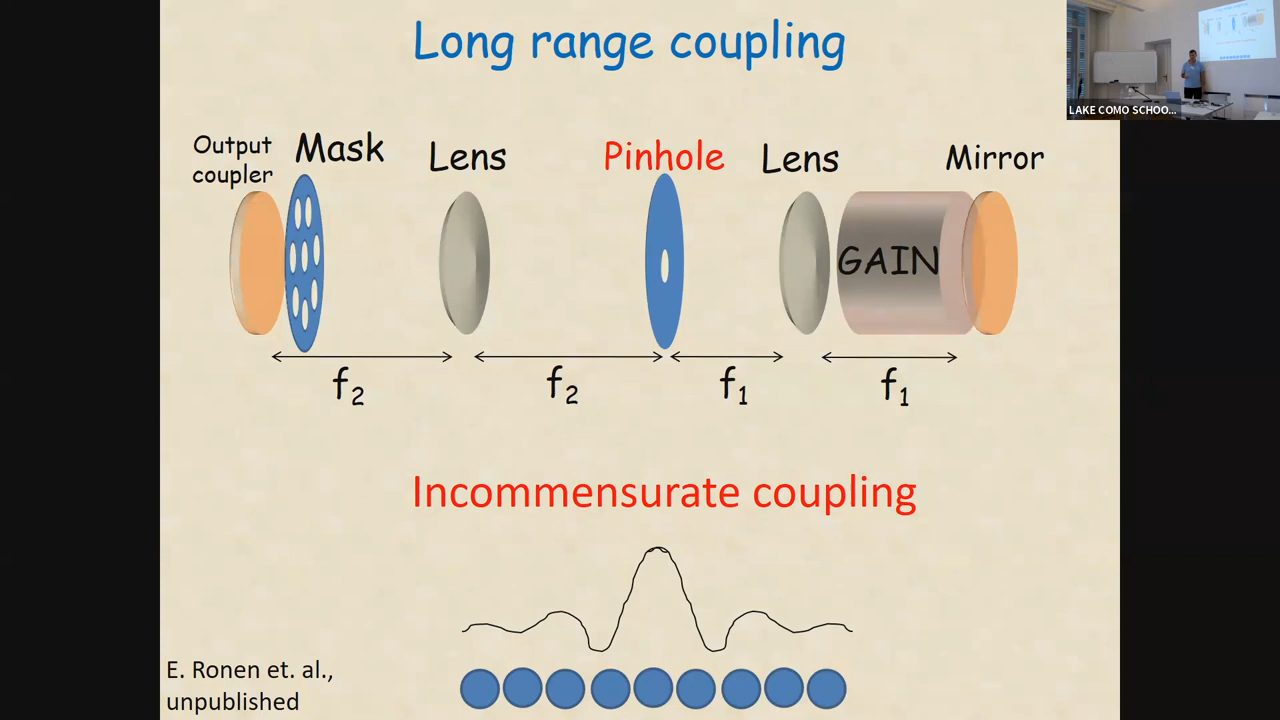 Long range coupling
LAKE COMO SCHOO...
Output
coupler
Mask
Lens
Pinhole
Lens
Mirror
GAIN
f2
f2
f1
f1
Incommensurate coupling
E. Ronen et. al.,
unpublished